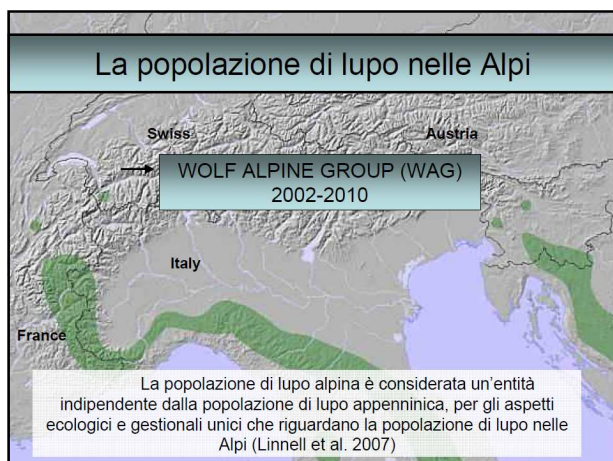 La popolazione di lupo nelle Alpi
Swiss
Austria
WOLF ALPINE GROUP (WAG)
2002-2010
Italy
France
La popolazione di lupo alpina è considerata un'entità
indipendente dalla popolazione di lupo appenninica, per gli aspetti
ecologici e gestionali unici che riguardano la popolazione di lupo nelle
Alpi (Linnell et al. 2007)